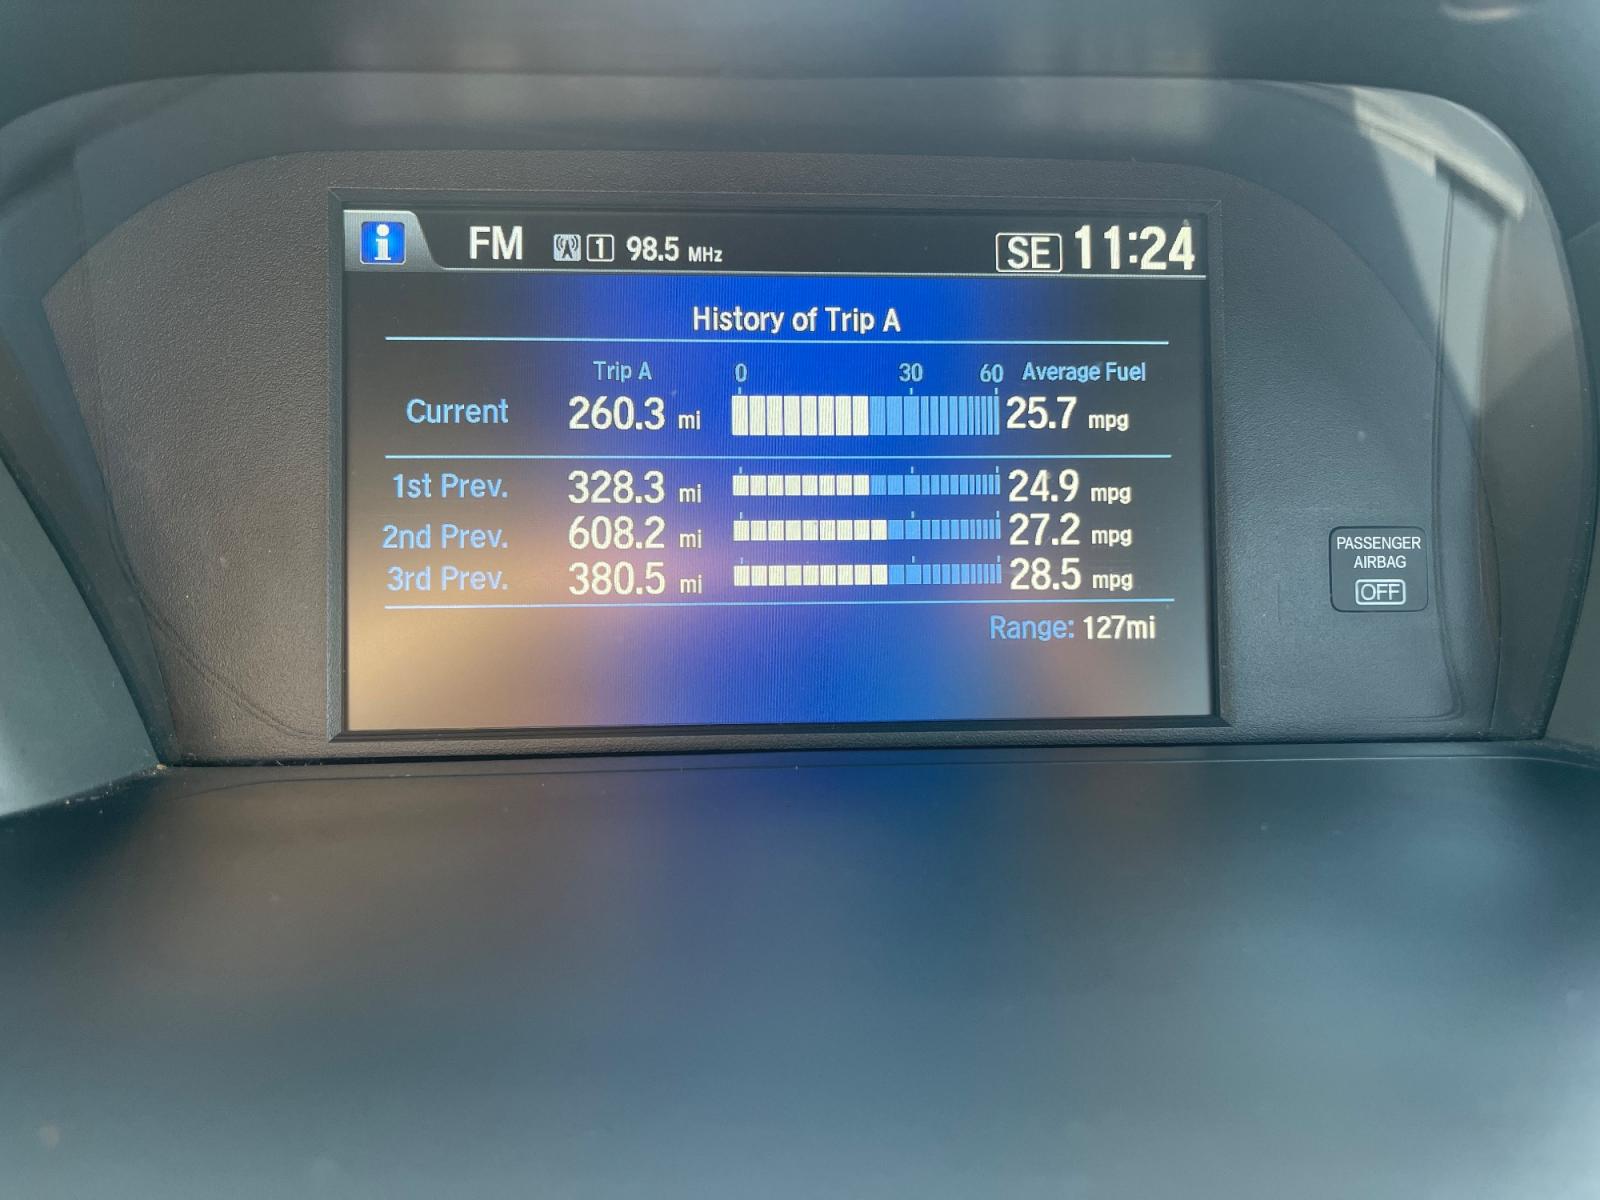 i FM 1 98.5 MHz SE 11:24
History of Trip A
Trip A 0 30 60 Average Fuel
Current 260.3 mi 25.7 mpg
1st Prev. 328.3 mi 24.9 mpg
2nd Prev. 608.2 mi 27.2 mpg
3rd Prev. 380.5 mi 28.5 mpg
Range: 127mi
PASSENGER
AIRBAG
OFF